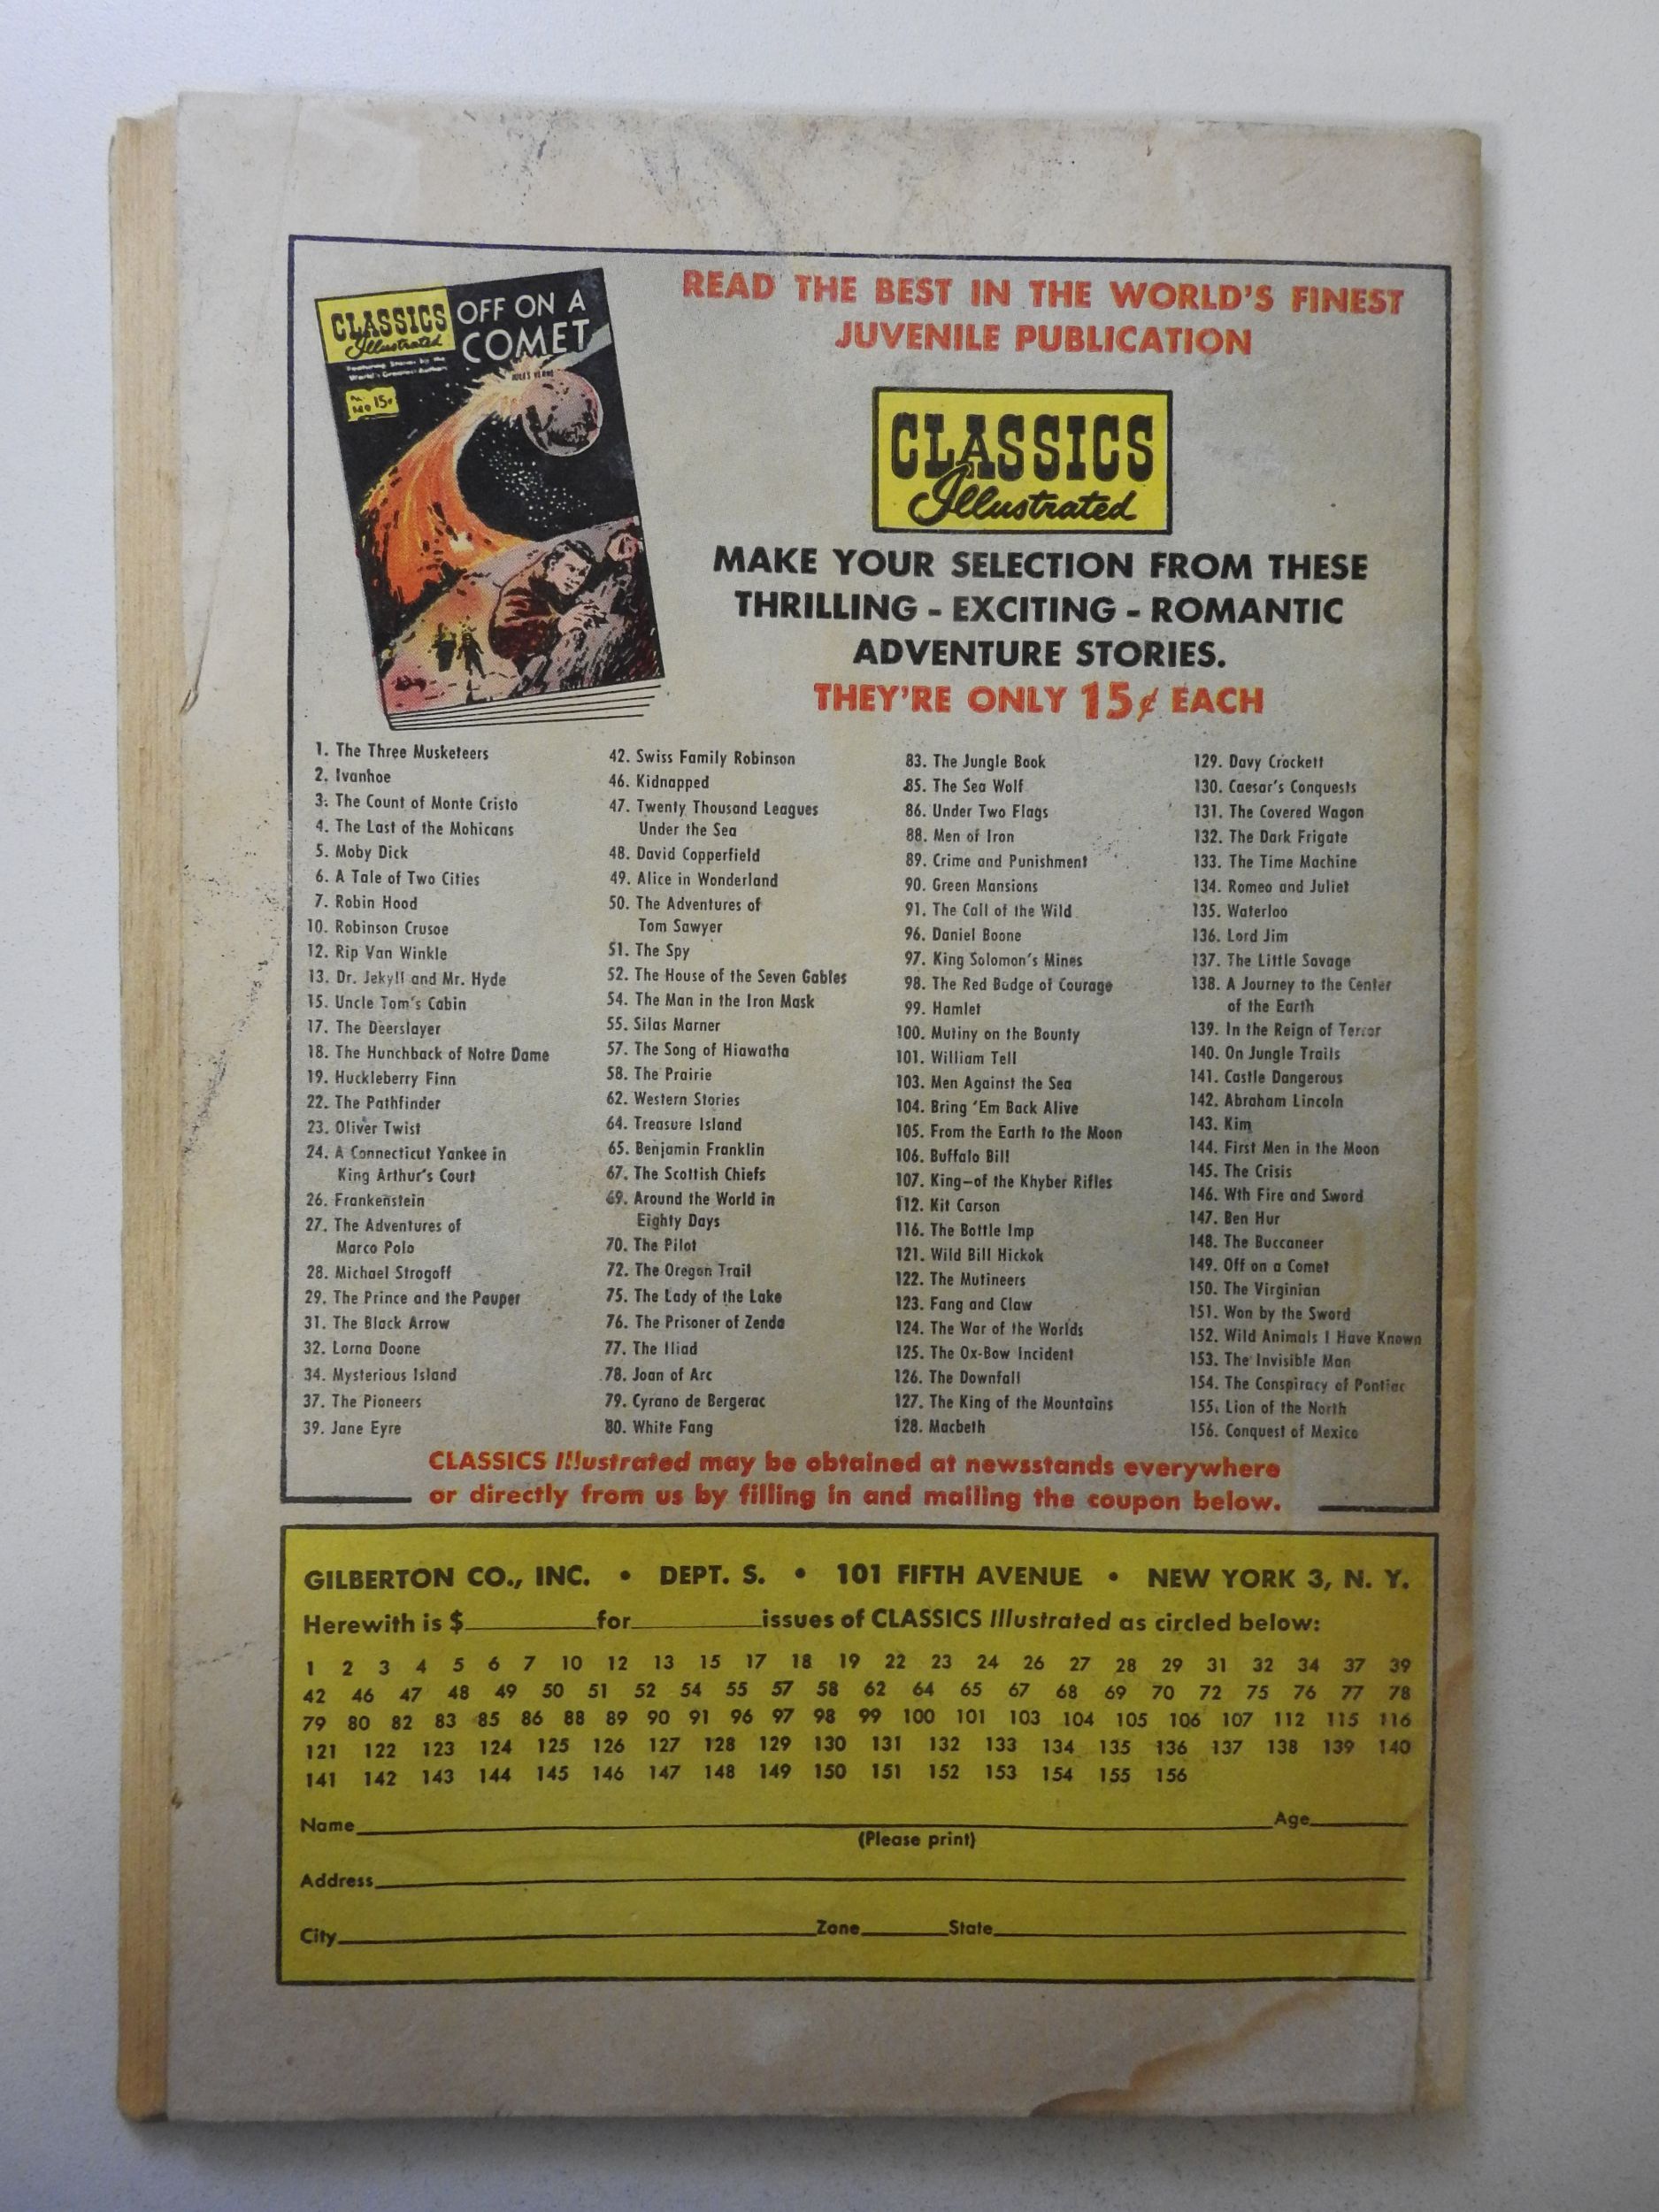 CLASSICS
Illustrated
Featuring Stories by the
World's Greatest Authors
No. 149 15¢
OFF ON A
COMET
JULES VERNE
READ THE BEST IN THE WORLD'S FINEST
JUVENILE PUBLICATION
CLASSICS
Illustrated
MAKE YOUR SELECTION FROM THESE
THRILLING - EXCITING - ROMANTIC
ADVENTURE STORIES.
THEY'RE ONLY 15¢ EACH
1. The Three Musketeers
2. Ivanhoe
3. The Count of Monte Cristo
4. The Last of the Mohicans
5. Moby Dick
6. A Tale of Two Cities
7. Robin Hood
10. Robinson Crusoe
12. Rip Van Winkle
13. Dr. Jekyll and Mr. Hyde
15. Uncle Tom's Cabin
17. The Deerslayer
18. The Hunchback of Notre Dame
19. Huckleberry Finn
22. The Pathfinder
23. Oliver Twist
24. A Connecticut Yankee in
King Arthur's Court
26. Frankenstein
27. The Adventures of
Marco Polo
28. Michael Strogoff
29. The Prince and the Pauper
31. The Black Arrow
32. Lorna Doone
34. Mysterious Island
37. The Pioneers
39. Jane Eyre
42. Swiss Family Robinson
46. Kidnapped
47. Twenty Thousand Leagues
Under the Sea
48. David Copperfield
49. Alice in Wonderland
50. The Adventures of
Tom Sawyer
51. The Spy
52. The House of the Seven Gables
54. The Man in the Iron Mask
55. Silas Marner
57. The Song of Hiawatha
58. The Prairie
62. Western Stories
64. Treasure Island
65. Benjamin Franklin
67. The Scottish Chiefs
69. Around the World in
Eighty Days
70. The Pilot
72. The Oregon Trail
75. The Lady of the Lake
76. The Prisoner of Zenda
77. The Iliad
78. Joan of Arc
79. Cyrano de Bergerac
80. White Fang
83. The Jungle Book
85. The Sea Wolf
86. Under Two Flags
88. Men of Iron
89. Crime and Punishment
90. Green Mansions
91. The Call of the Wild
96. Daniel Boone
97. King Solomon's Mines
98. The Red Badge of Courage
99. Hamlet
100. Mutiny on the Bounty
101. William Tell
103. Men Against the Sea
104. Bring 'Em Back Alive
105. From the Earth to the Moon
106. Buffalo Bill
107. King-of the Khyber Rifles
112. Kit Carson
116. The Bottle Imp
121. Wild Bill Hickok
122. The Mutineers
123. Fang and Claw
124. The War of the Worlds
125. The Ox-Bow Incident
126. The Downfall
127. The King of the Mountains
128. Macbeth
129. Davy Crockett
130. Caesar's Conquests
131. The Covered Wagon
132. The Dark Frigate
133. The Time Machine
134. Romeo and Juliet
135. Waterloo
136. Lord Jim
137. The Little Savage
138. A Journey to the Center
of the Earth
139. In the Reign of Terror
140. On Jungle Trails
141. Castle Dangerous
142. Abraham Lincoln
143. Kim
144. First Men in the Moon
145. The Crisis
146. Wth Fire and Sword
147. Ben Hur
148. The Buccaneer
149. Off on a Comet
150. The Virginian
151. Won by the Sword
152. Wild Animals I Have Known
153. The Invisible Man
154. The Conspiracy of Pontiac
155. Lion of the North
156. Conquest of Mexico
CLASSICS Illustrated may be obtained at newsstands everywhere
or directly from us by filling in and mailing the coupon below.
GILBERTON CO., INC. • DEPT. S. • 101 FIFTH AVENUE • NEW YORK 3, N. Y.
Herewith is $ for issues of CLASSICS Illustrated as circled below:
1 2 3 4 5 6 7 10 12 13 15 17 18 19 22 23 24 26 27 28 29 31 32 34 37 39
42 46 47 48 49 50 51 52 54 55 57 58 62 64 65 67 68 69 70 72 75 76 77 78
79 80 82 83 85 86 88 89 90 91 96 97 98 99 100 101 103 104 105 106 107 112 115 116
121 122 123 124 125 126 127 128 129 130 131 132 133 134 135 136 137 138 139 140
141 142 143 144 145 146 147 148 149 150 151 152 153 154 155 156
Name Age
(Please print)
Address
City Zone State